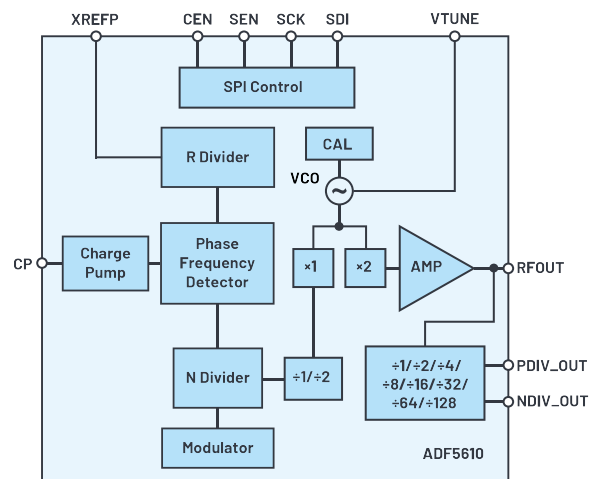 XREFP
CEN
SEN
SCK
SDI
VTUNE
SPI Control
R Divider
CAL
VCO
~
CP
Charge
Pump
Phase
Frequency
Detector
×1
×2
AMP
RFOUT
N Divider
÷1/÷2
÷1/÷2/÷4/
÷8/÷16/÷32/
÷64/÷128
PDIV_OUT
NDIV_OUT
Modulator
ADF5610